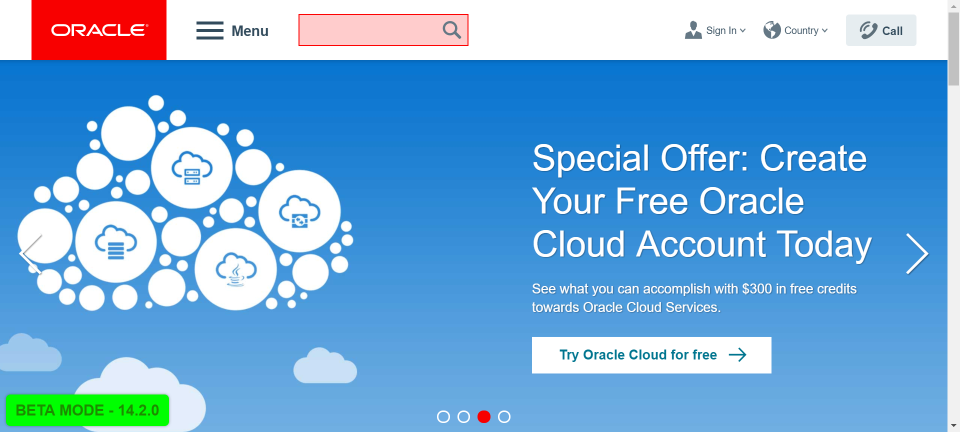 ORACLE
Menu
Sign In
Country
Call
Special Offer: Create
Your Free Oracle
Cloud Account Today
See what you can accomplish with $300 in free credits
towards Oracle Cloud Services.
Try Oracle Cloud for free
BETA MODE - 14.2.0